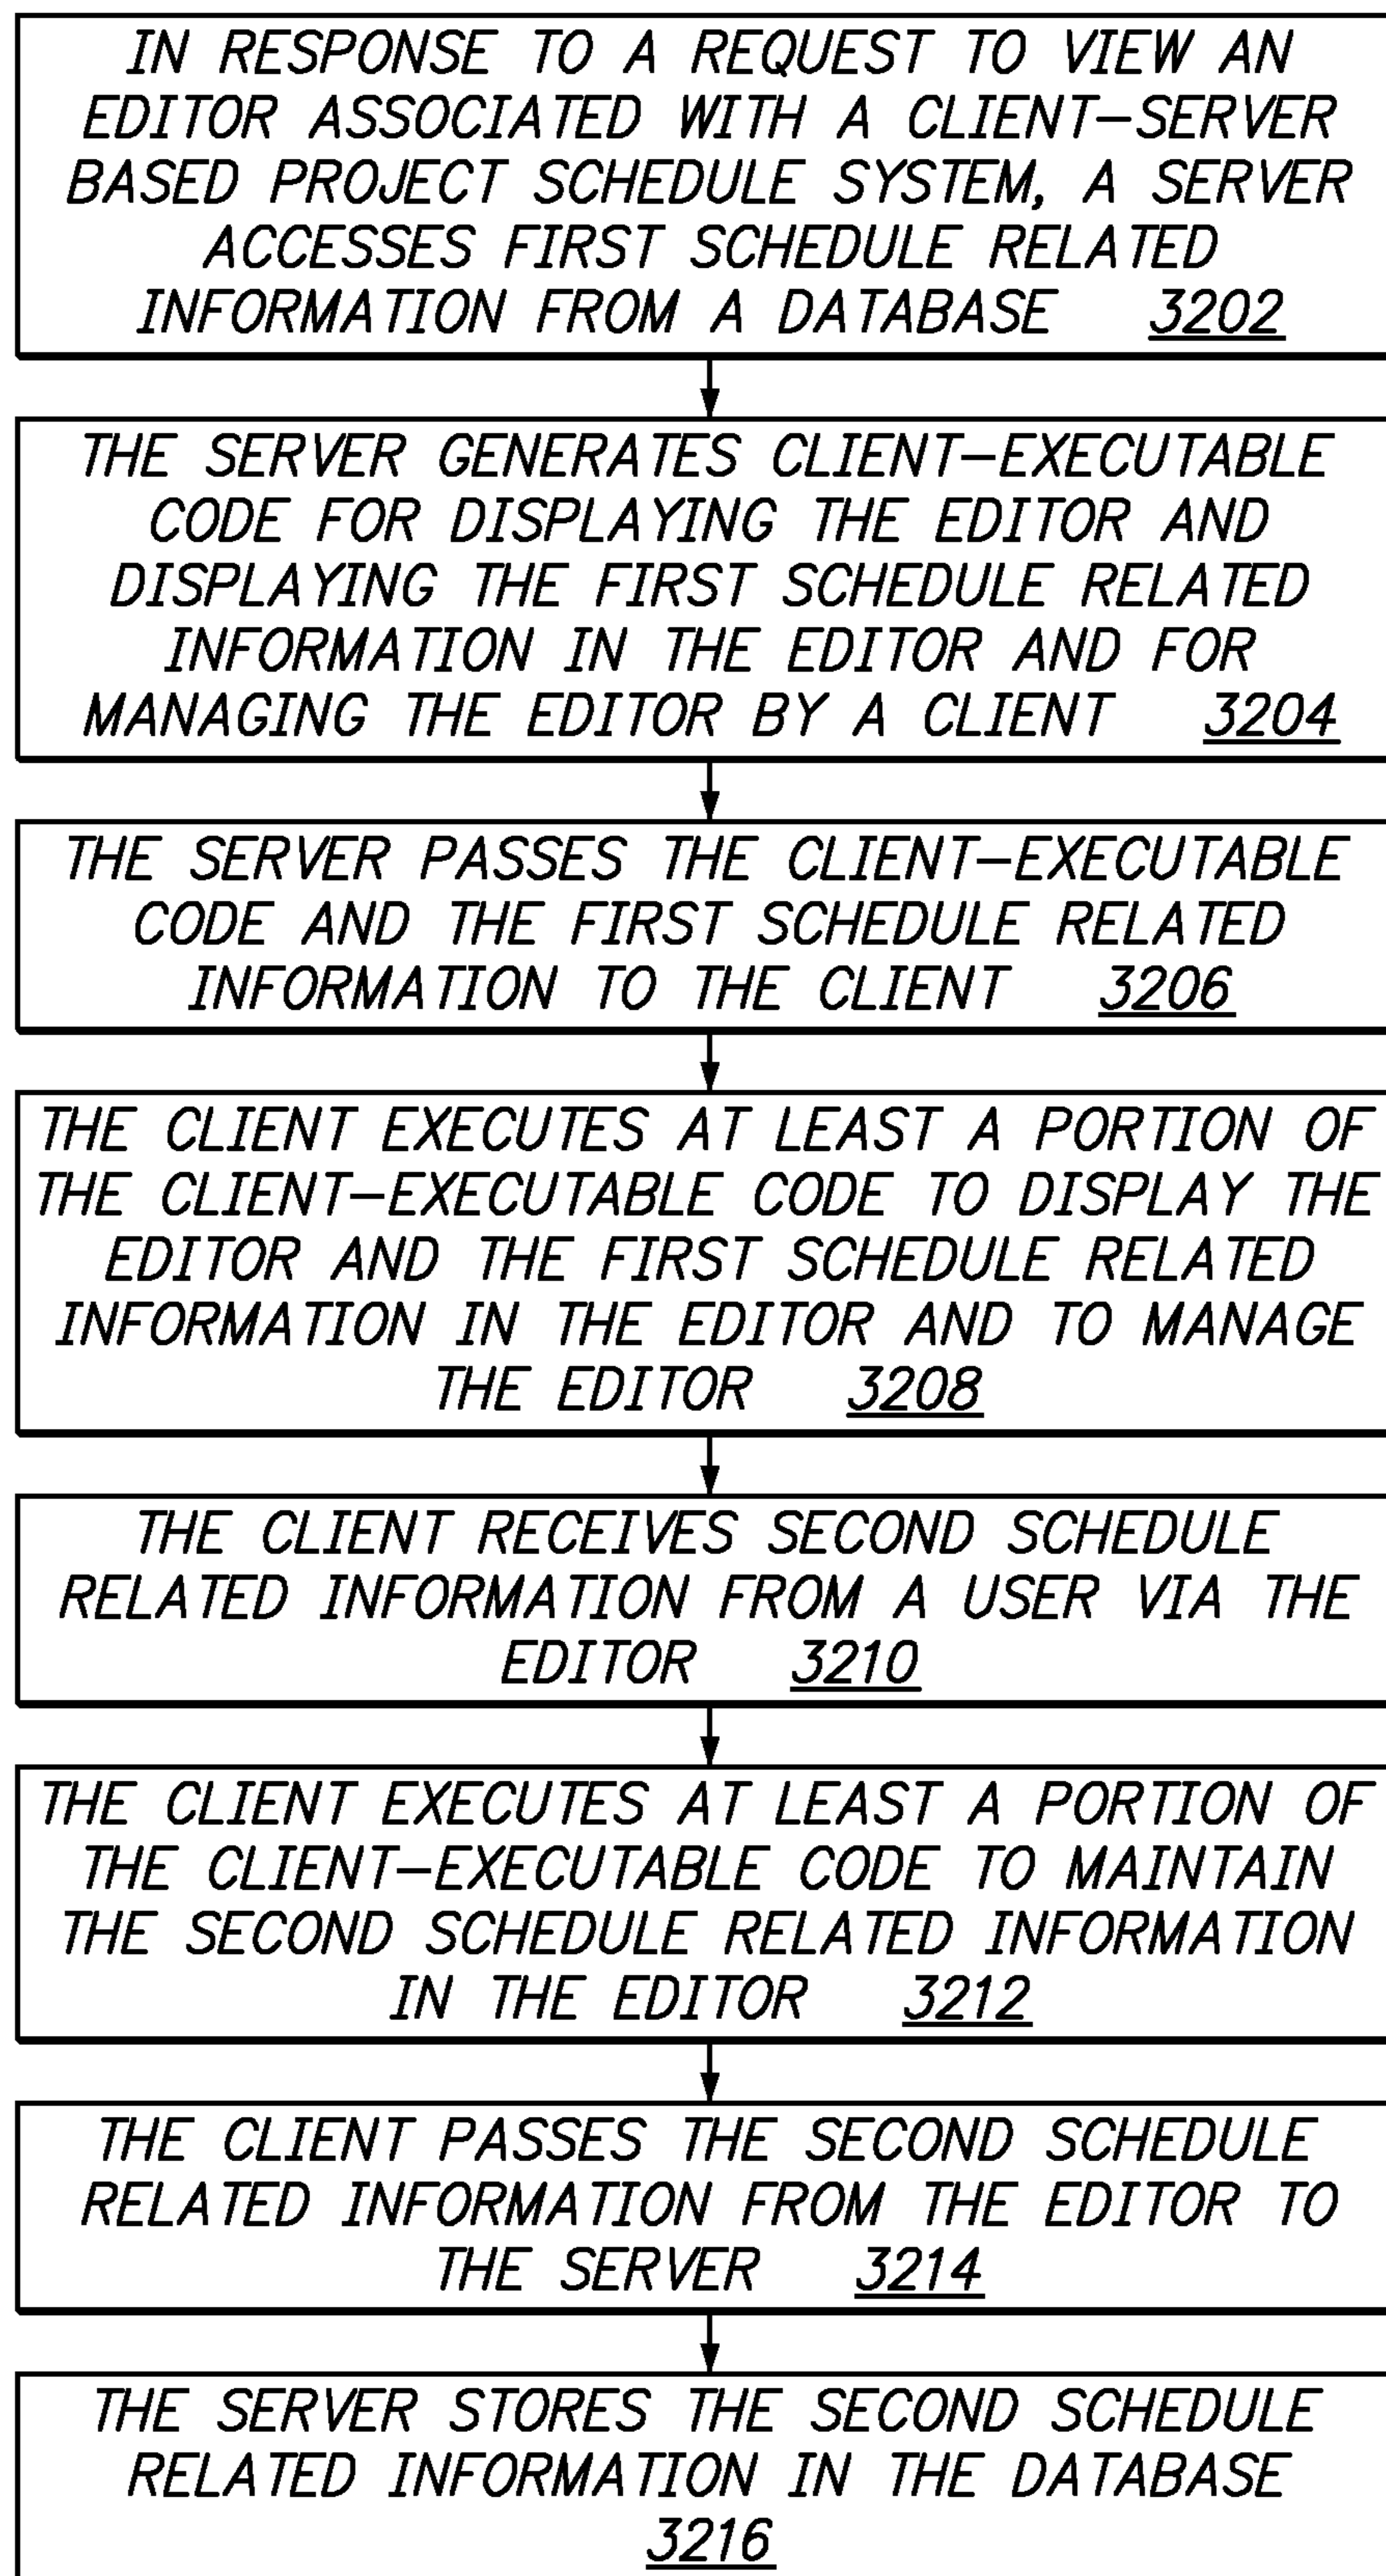 IN RESPONSE TO A REQUEST TO VIEW AN
EDITOR ASSOCIATED WITH A CLIENT-SERVER
BASED PROJECT SCHEDULE SYSTEM, A SERVER
ACCESSES FIRST SCHEDULE RELATED
INFORMATION FROM A DATABASE 3202
THE SERVER GENERATES CLIENT-EXECUTABLE
CODE FOR DISPLAYING THE EDITOR AND
DISPLAYING THE FIRST SCHEDULE RELATED
INFORMATION IN THE EDITOR AND FOR
MANAGING THE EDITOR BY A CLIENT 3204
THE SERVER PASSES THE CLIENT-EXECUTABLE
CODE AND THE FIRST SCHEDULE RELATED
INFORMATION TO THE CLIENT 3206
THE CLIENT EXECUTES AT LEAST A PORTION OF
THE CLIENT-EXECUTABLE CODE TO DISPLAY THE
EDITOR AND THE FIRST SCHEDULE RELATED
INFORMATION IN THE EDITOR AND TO MANAGE
THE EDITOR 3208
THE CLIENT RECEIVES SECOND SCHEDULE
RELATED INFORMATION FROM A USER VIA THE
EDITOR 3210
THE CLIENT EXECUTES AT LEAST A PORTION OF
THE CLIENT-EXECUTABLE CODE TO MAINTAIN
THE SECOND SCHEDULE RELATED INFORMATION
IN THE EDITOR 3212
THE CLIENT PASSES THE SECOND SCHEDULE
RELATED INFORMATION FROM THE EDITOR TO
THE SERVER 3214
THE SERVER STORES THE SECOND SCHEDULE
RELATED INFORMATION IN THE DATABASE
3216